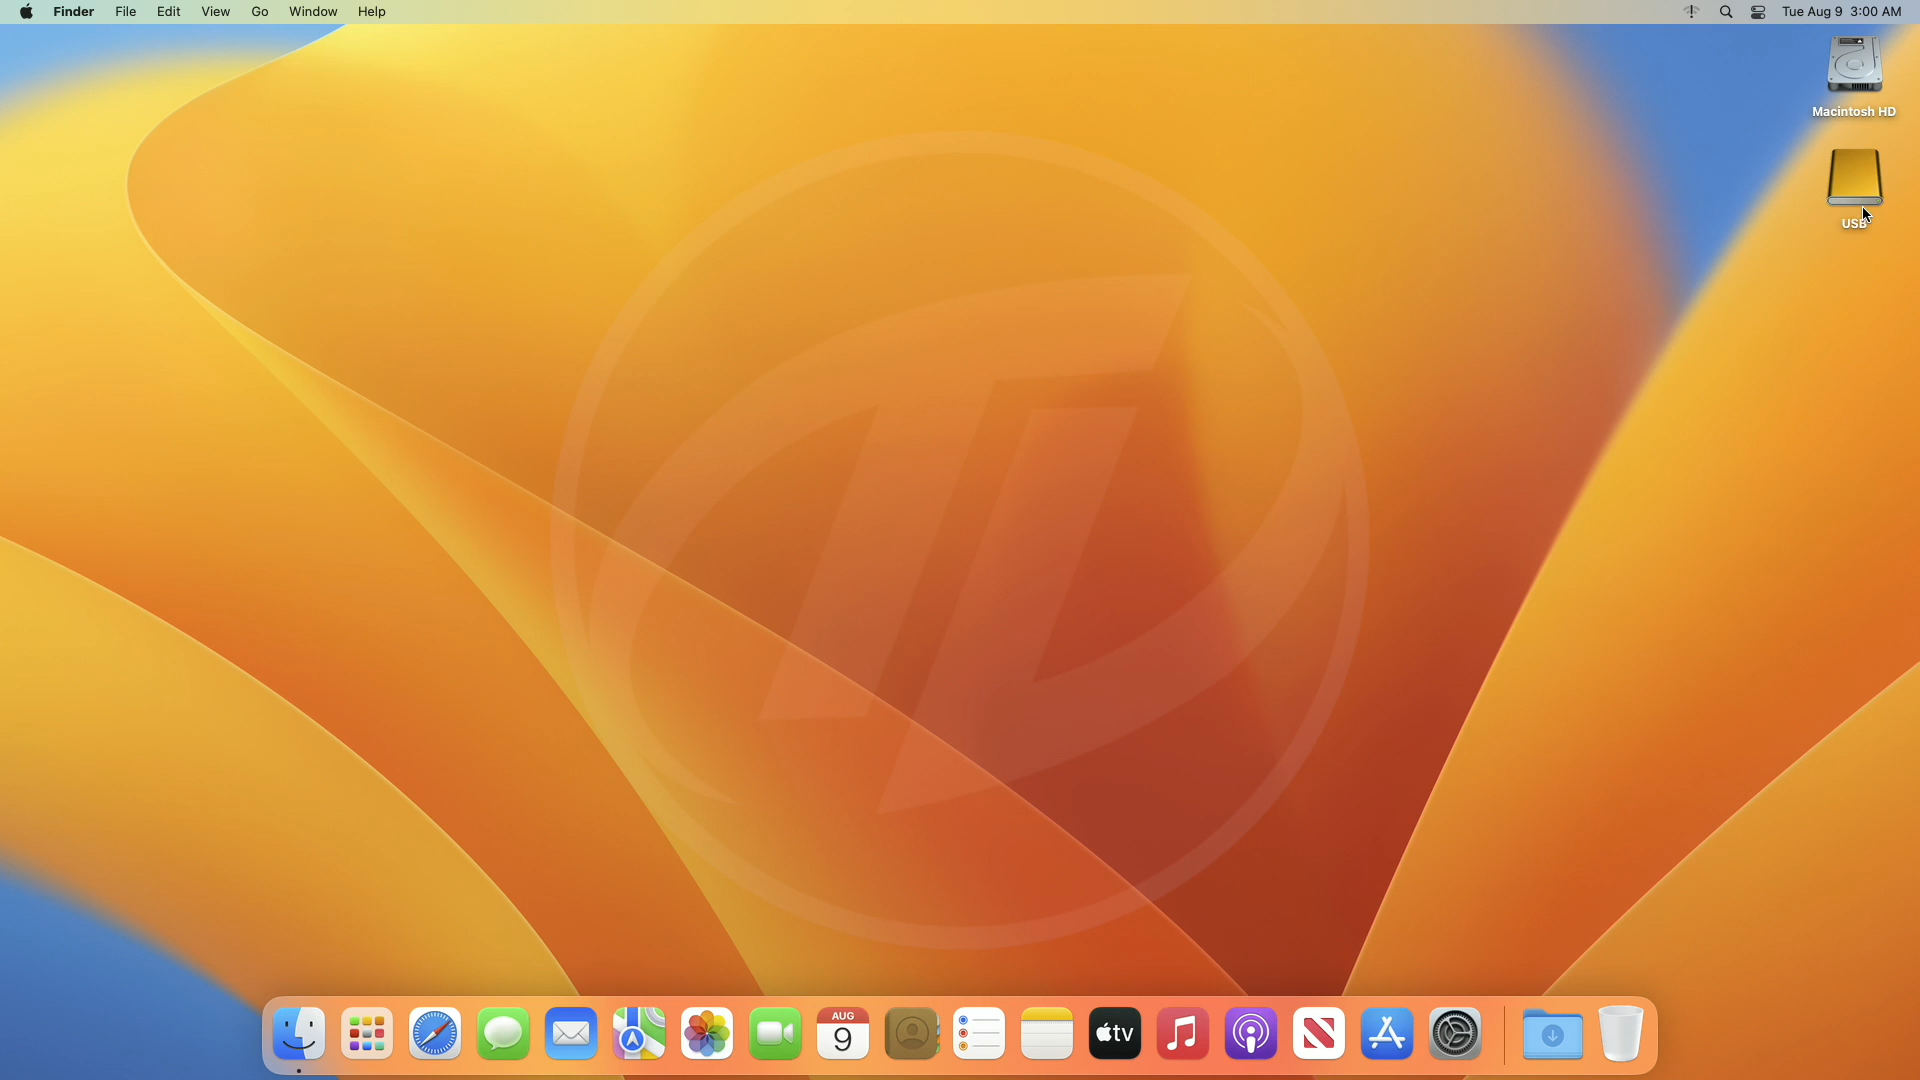 Finder File Edit View Go Window Help Tue Aug 9 3:00 AM
Macintosh HD
USB
AUG
9
tv